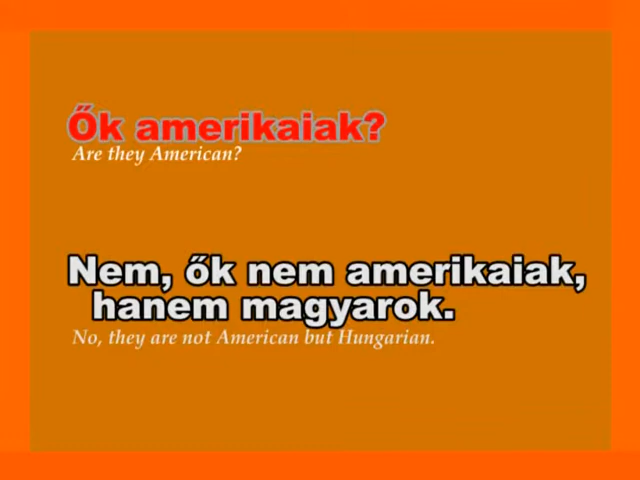 Ők amerikaiak?
Are they American?
Nem, ők nem amerikaiak,
hanem magyarok.
No, they are not American but Hungarian.